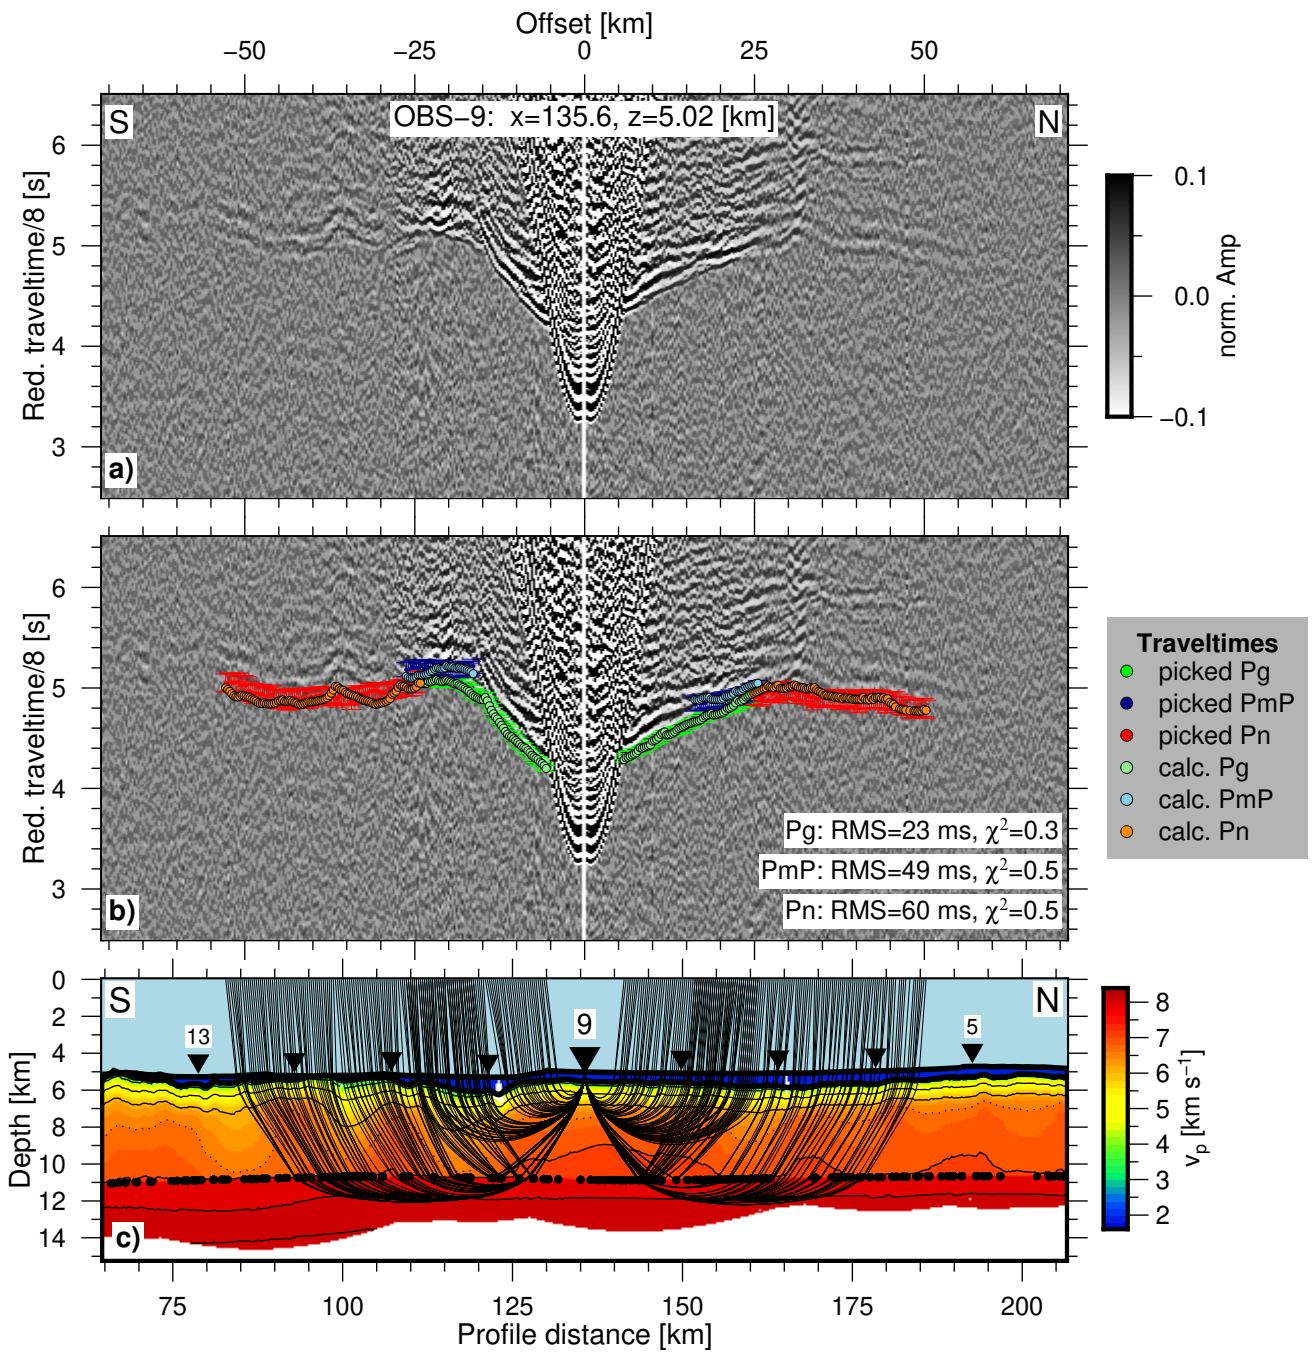 Offset [km]
−50 −25 0 25 50
S
OBS−9: x=135.6, z=5.02 [km]
N
6
5
4
3
Red. traveltime/8 [s]
a)
0.1
0.0
−0.1
norm. Amp
6
5
4
3
Red. traveltime/8 [s]
b)
Pg: RMS=23 ms, χ²=0.3
PmP: RMS=49 ms, χ²=0.5
Pn: RMS=60 ms, χ²=0.5
Traveltimes
picked Pg
picked PmP
picked Pn
calc. Pg
calc. PmP
calc. Pn
0
2
4
6
8
10
12
14
Depth [km]
S
N
13
9
5
c)
8
7
6
5
4
3
2
vp [km s⁻¹]
75 100 125 150 175 200
Profile distance [km]